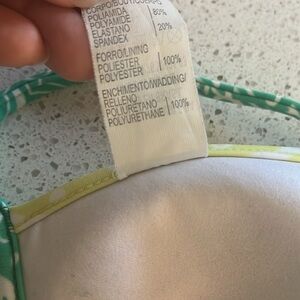 CORPO/BODY/CUERPO
POLIAMIDA 80%
POLYAMIDE
ELASTANO 20%
SPANDEX
FORRO/LINING
POLIESTER 100%
POLYESTER
ENCHIMENTO/WADDING/
RELLENO
POLIURETANO 100%
POLYURETHANE